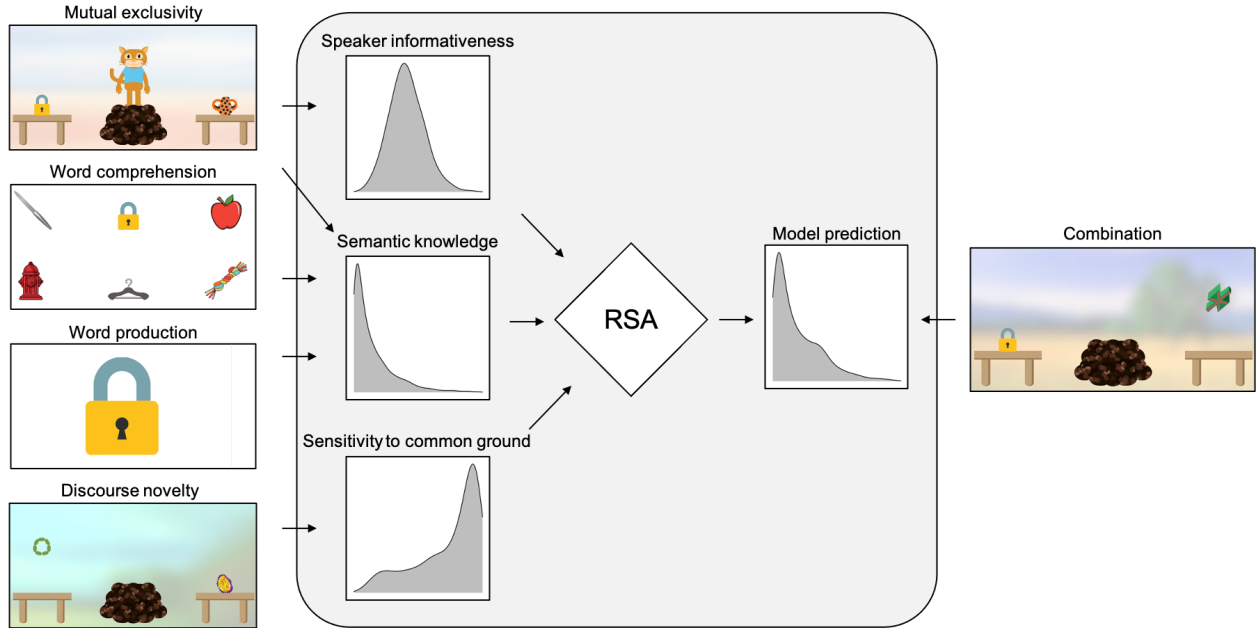 Mutual exclusivity
Word comprehension
Word production
Discourse novelty
Speaker informativeness
Semantic knowledge
Sensitivity to common ground
RSA
Model prediction
Combination